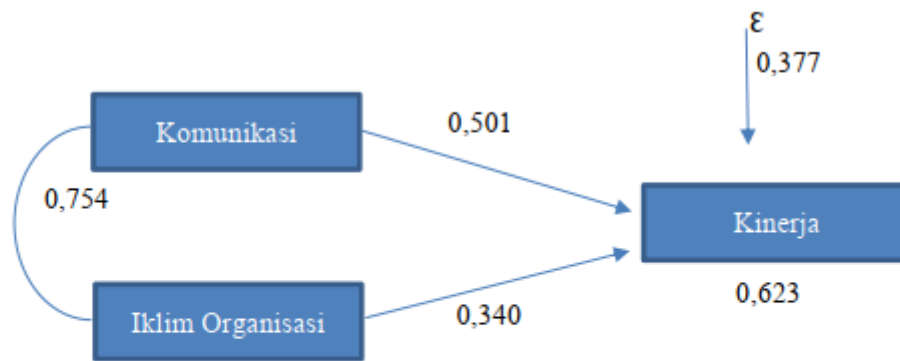 ε
0,377
Komunikasi
0,501
0,754
Kinerja
0,623
Iklim Organisasi
0,340